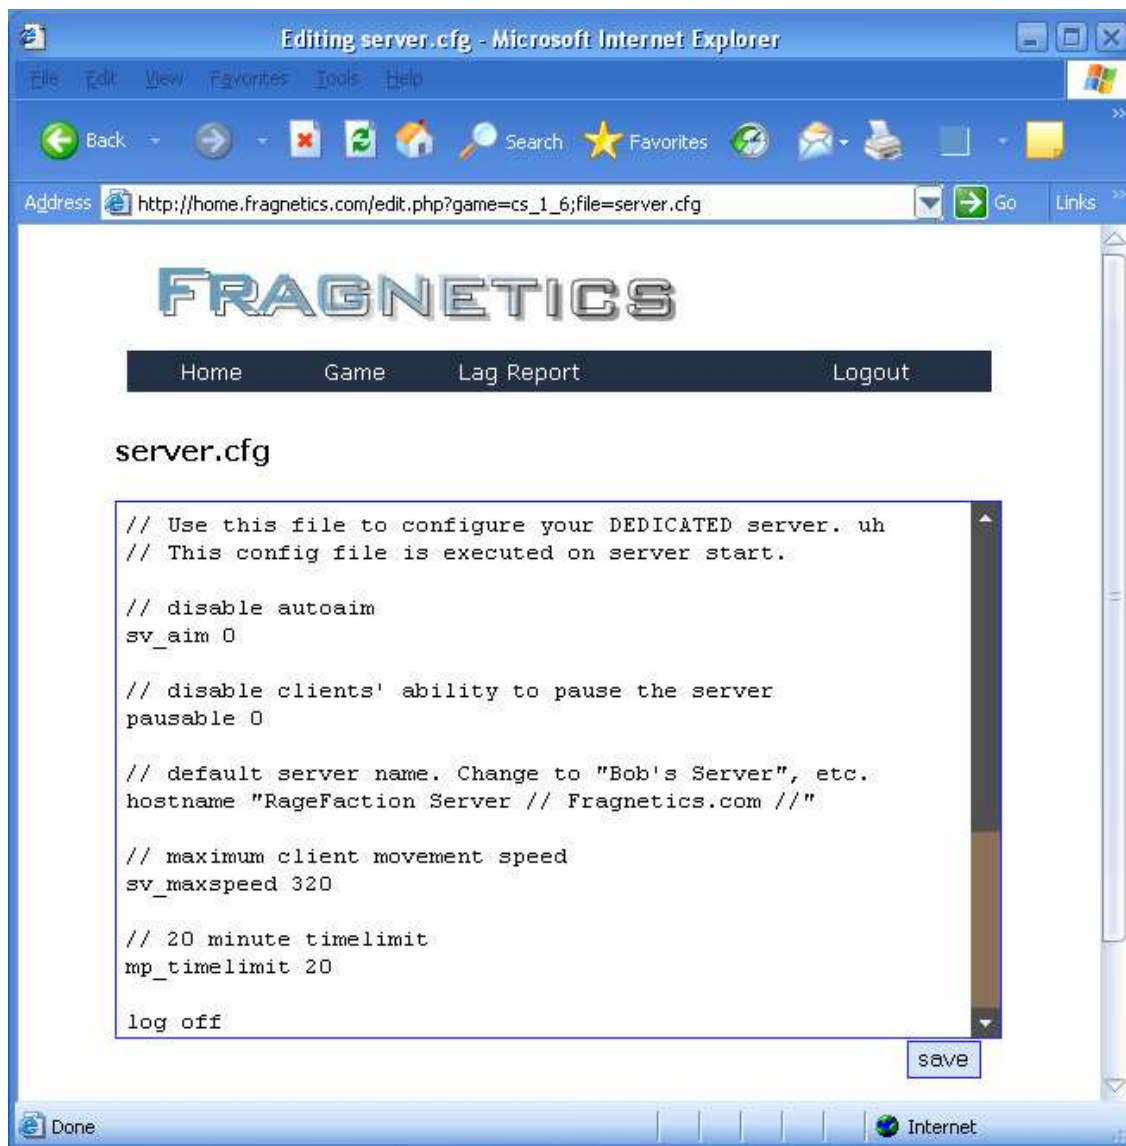 Editing server.cfg - Microsoft Internet Explorer
File Edit View Favorites Tools Help
Back Search Favorites »
Address http://home.fragnetics.com/edit.php?game=cs_1_6;file=server.cfg Go Links »
FRAGNETICS
Home Game Lag Report Logout
server.cfg
// Use this file to configure your DEDICATED server. uh
// This config file is executed on server start.
// disable autoaim
sv_aim 0
// disable clients' ability to pause the server
pausable 0
// default server name. Change to "Bob's Server", etc.
hostname "RageFaction Server // Fragnetics.com //"
// maximum client movement speed
sv_maxspeed 320
// 20 minute timelimit
mp_timelimit 20
log off
save
Done Internet